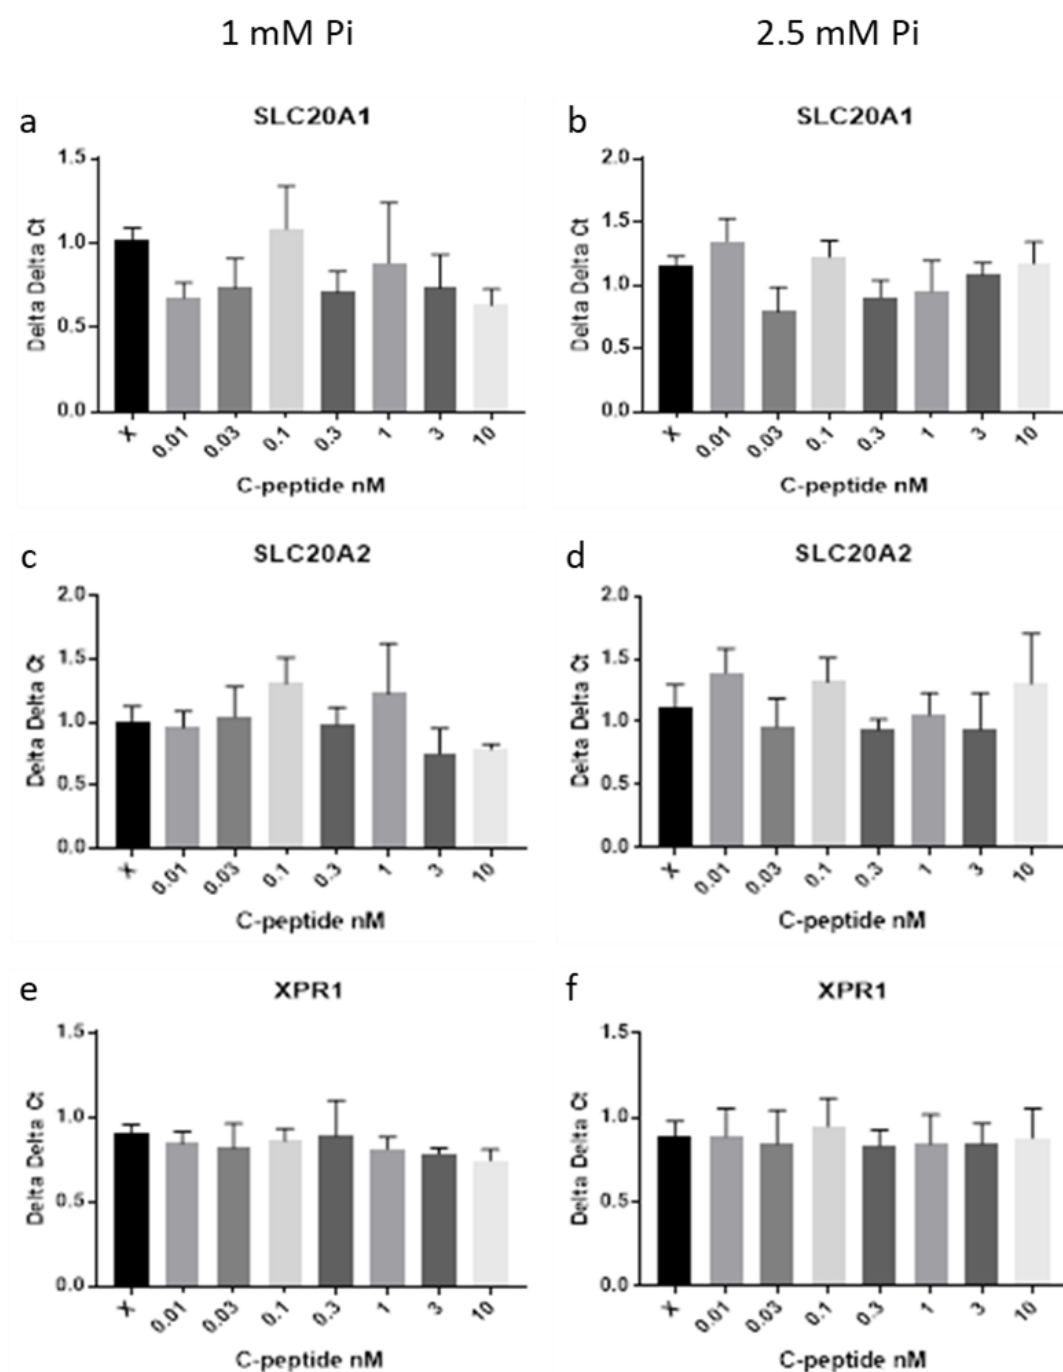 1 mM Pi
2.5 mM Pi
a
SLC20A1
1.5
1.0
0.5
0.0
Delta Delta Ct
X 0.01 0.03 0.1 0.3 1 3 10
C-peptide nM
b
SLC20A1
2.0
1.5
1.0
0.5
0.0
Delta Delta Ct
X 0.01 0.03 0.1 0.3 1 3 10
C-peptide nM
c
SLC20A2
2.0
1.5
1.0
0.5
0.0
Delta Delta Ct
X 0.01 0.03 0.1 0.3 1 3 10
C-peptide nM
d
SLC20A2
2.0
1.5
1.0
0.5
0.0
Delta Delta Ct
X 0.01 0.03 0.1 0.3 1 3 10
C-peptide nM
e
XPR1
1.5
1.0
0.5
0.0
Delta Delta Ct
X 0.01 0.03 0.1 0.3 1 3 10
C-peptide nM
f
XPR1
1.5
1.0
0.5
0.0
Delta Delta Ct
X 0.01 0.03 0.1 0.3 1 3 10
C-peptide nM